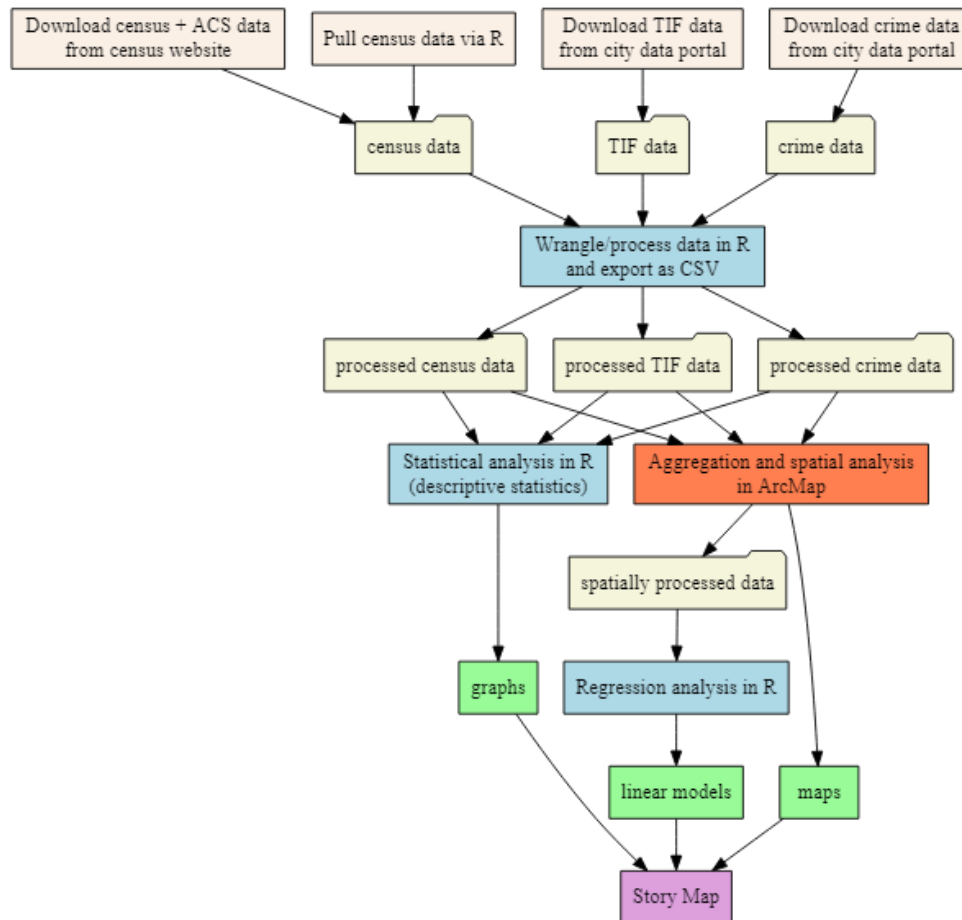 Download census + ACS data
from census website
Pull census data via R
Download TIF data
from city data portal
Download crime data
from city data portal
census data
TIF data
crime data
Wrangle/process data in R
and export as CSV
processed census data
processed TIF data
processed crime data
Statistical analysis in R
(descriptive statistics)
Aggregation and spatial analysis
in ArcMap
spatially processed data
graphs
Regression analysis in R
linear models
maps
Story Map